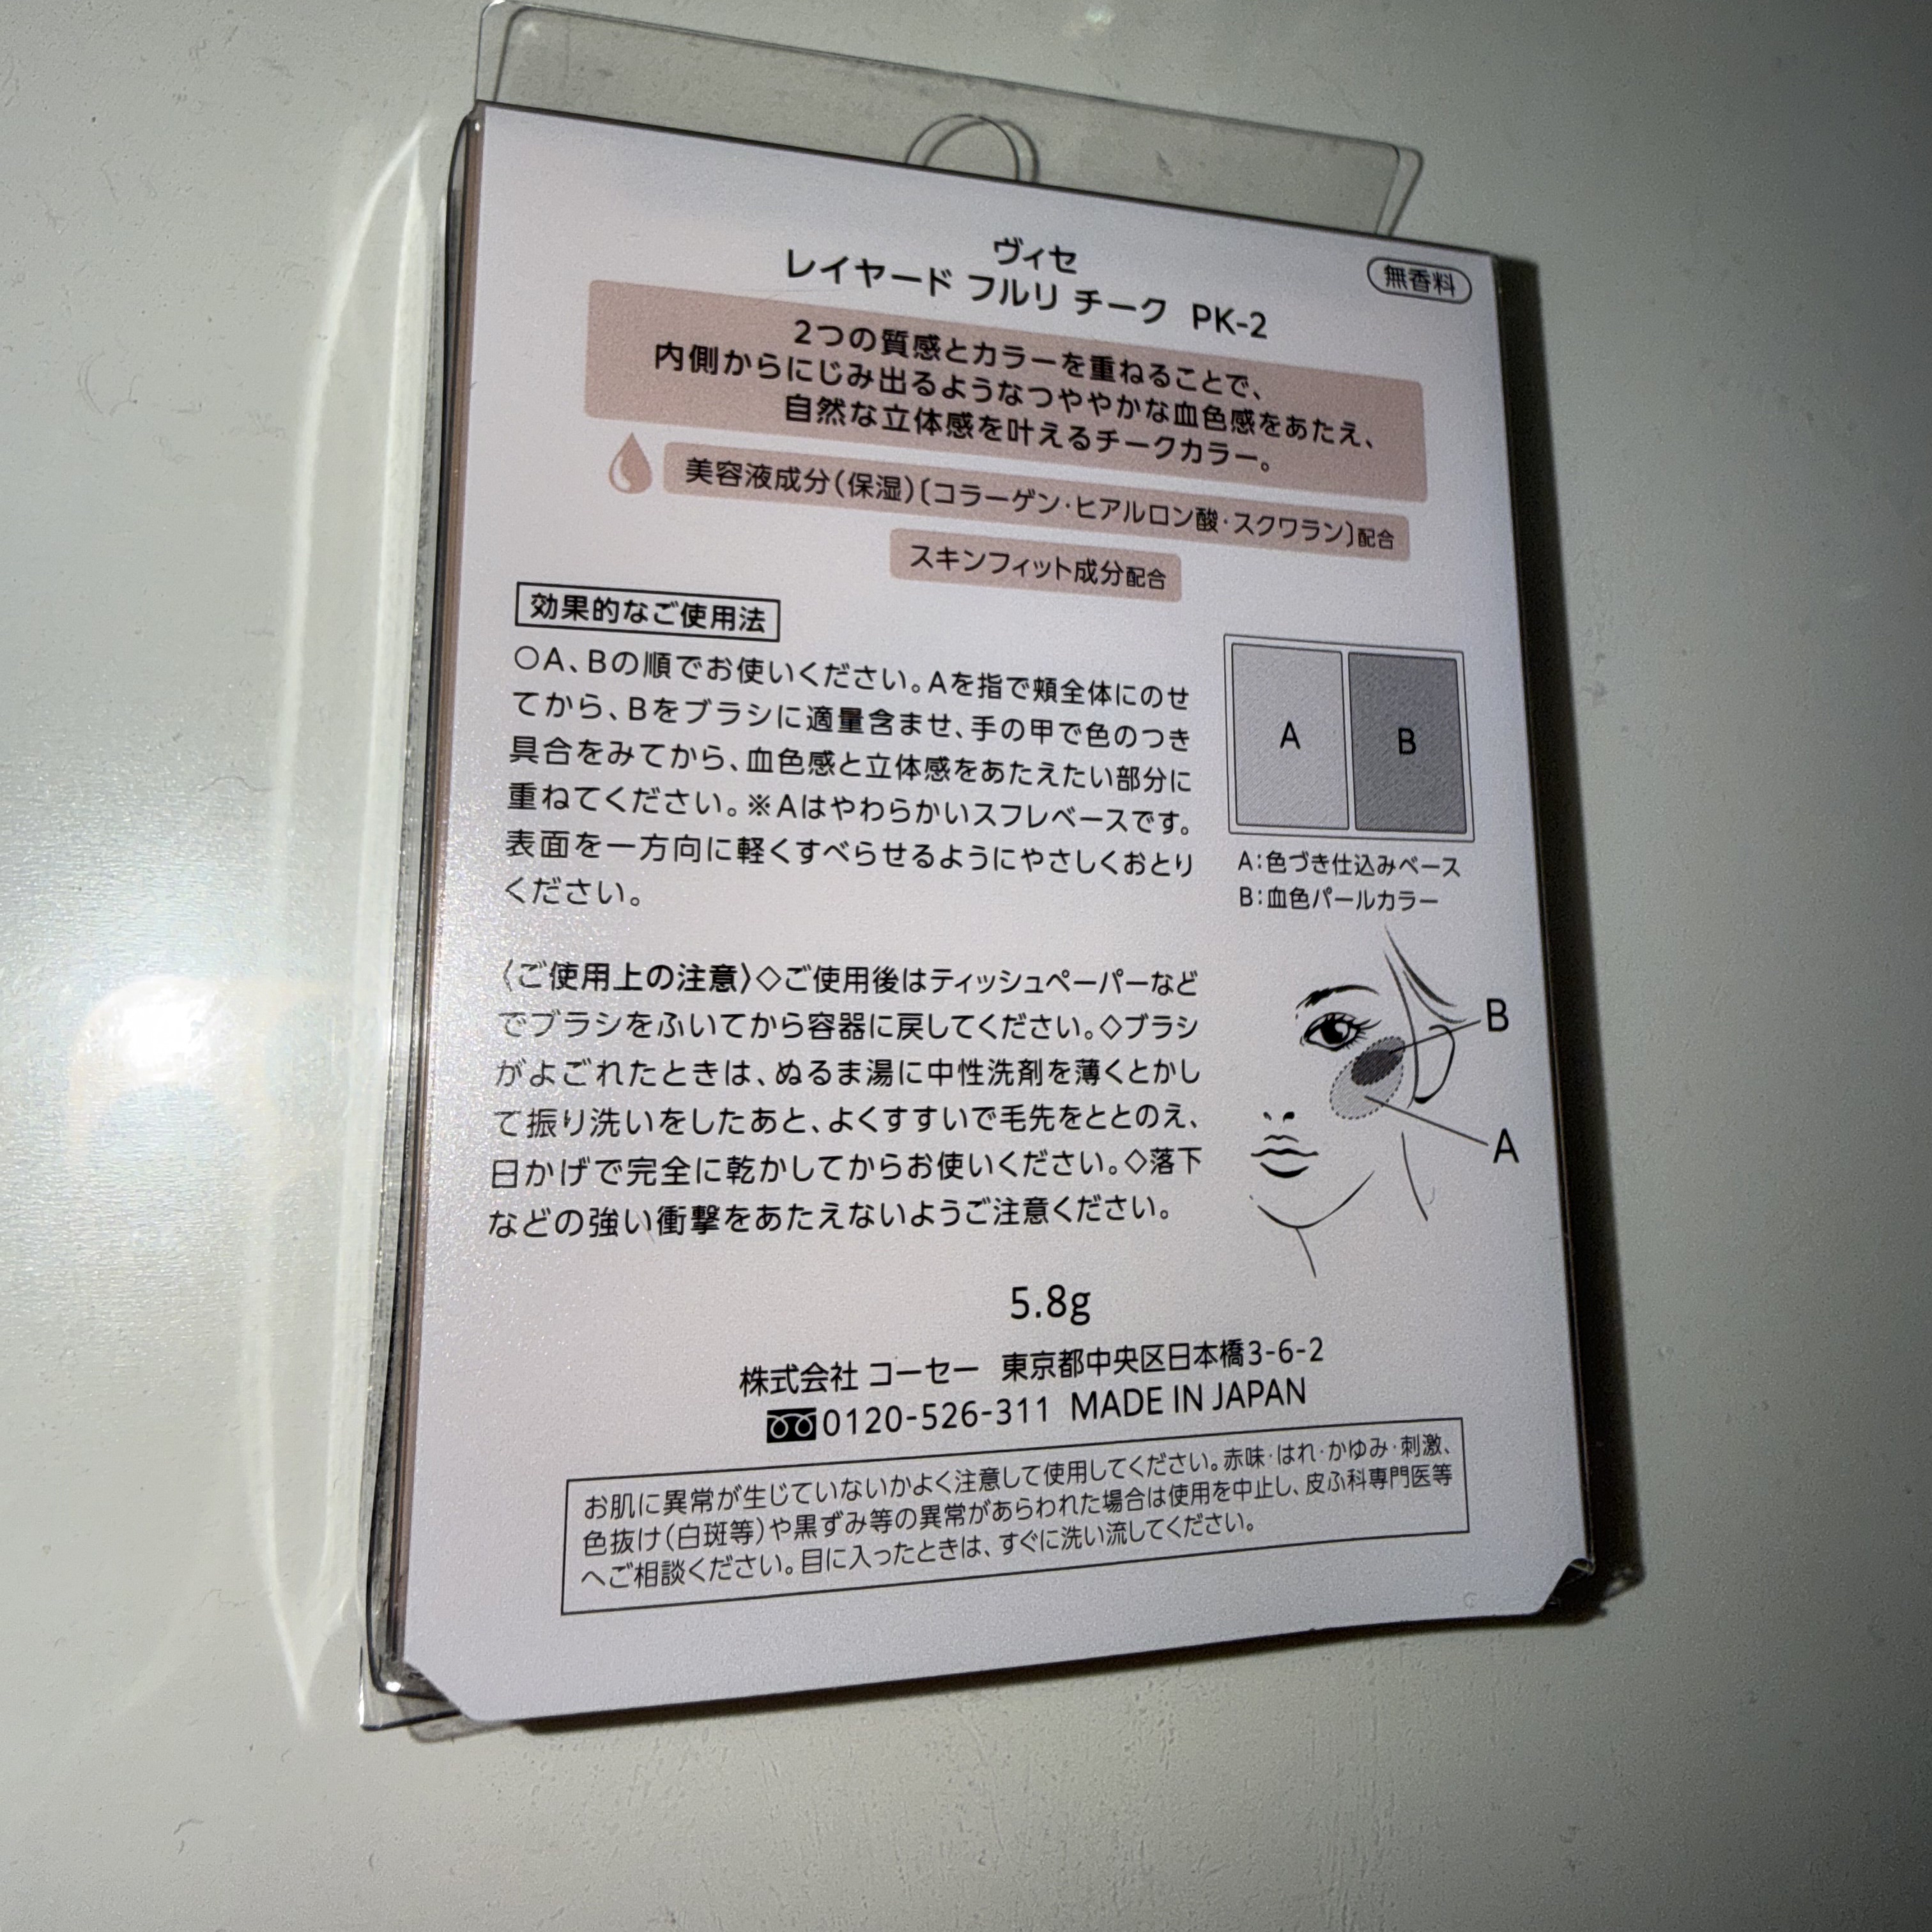 ヴィセ
レイヤード フルリ チーク PK-2
無香料
2つの質感とカラーを重ねることで、
内側からにじみ出るようなつややかな血色感をあたえ、
自然な立体感を叶えるチークカラー。
美容液成分(保湿)〔コラーゲン・ヒアルロン酸・スクワラン〕配合
スキンフィット成分配合
効果的なご使用法
○A、Bの順でお使いください。Aを指で頬全体にのせ
てから、Bをブラシに適量含ませ、手の甲で色のつき
具合をみてから、血色感と立体感をあたえたい部分に
重ねてください。※Aはやわらかいスフレベースです。
表面を一方向に軽くすべらせるようにやさしくおとり
ください。
A
B
A:色づき仕込みベース
B:血色パールカラー
〈ご使用上の注意〉◇ご使用後はティッシュペーパーなど
でブラシをふいてから容器に戻してください。◇ブラシ
がよごれたときは、ぬるま湯に中性洗剤を薄くとかし
て振り洗いをしたあと、よくすすいで毛先をととのえ、
日かげで完全に乾かしてからお使いください。◇落下
などの強い衝撃をあたえないようご注意ください。
B
A
5.8g
株式会社 コーセー 東京都中央区日本橋3-6-2
0120-526-311 MADE IN JAPAN
お肌に異常が生じていないかよく注意して使用してください。赤味・はれ・かゆみ・刺激、
色抜け(白斑等)や黒ずみ等の異常があらわれた場合は使用を中止し、皮ふ科専門医等
へご相談ください。目に入ったときは、すぐに洗い流してください。
C